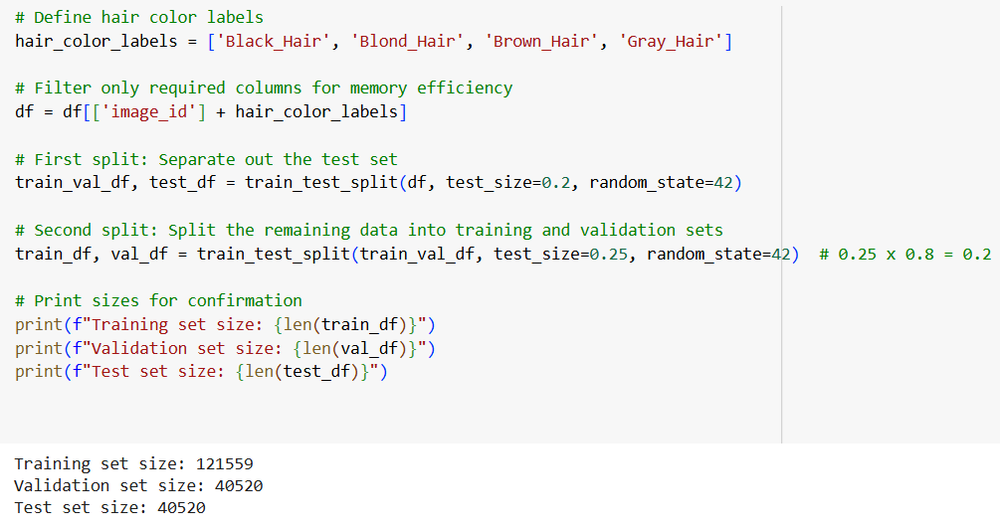 # Define hair color labels
hair_color_labels = ['Black_Hair', 'Blond_Hair', 'Brown_Hair', 'Gray_Hair']
# Filter only required columns for memory efficiency
df = df[['image_id'] + hair_color_labels]
# First split: Separate out the test set
train_val_df, test_df = train_test_split(df, test_size=0.2, random_state=42)
# Second split: Split the remaining data into training and validation sets
train_df, val_df = train_test_split(train_val_df, test_size=0.25, random_state=42)  # 0.25 x 0.8 = 0.2
# Print sizes for confirmation
print(f"Training set size: {len(train_df)}")
print(f"Validation set size: {len(val_df)}")
print(f"Test set size: {len(test_df)}")
Training set size: 121559
Validation set size: 40520
Test set size: 40520